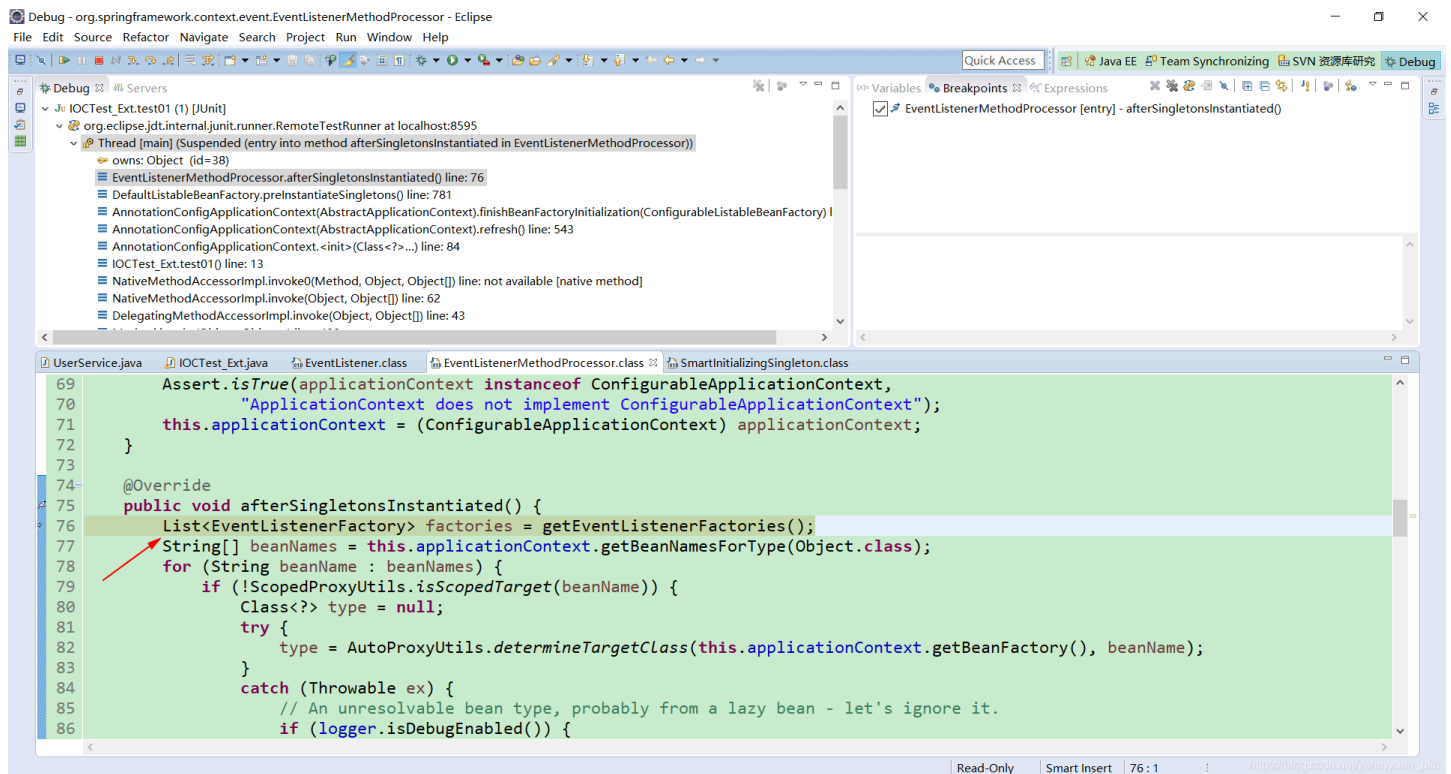 Debug - org.springframework.context.event.EventListenerMethodProcessor - Eclipse
File Edit Source Refactor Navigate Search Project Run Window Help
Quick Access
Java EE
Team Synchronizing
SVN 资源库研究
Debug
Debug
Servers
IOCTest_Ext.test01 (1) [JUnit]
org.eclipse.jdt.internal.junit.runner.RemoteTestRunner at localhost:8595
Thread [main] (Suspended (entry into method afterSingletonsInstantiated in EventListenerMethodProcessor))
owns: Object (id=38)
EventListenerMethodProcessor.afterSingletonsInstantiated() line: 76
DefaultListableBeanFactory.preInstantiateSingletons() line: 781
AnnotationConfigApplicationContext(AbstractApplicationContext).finishBeanFactoryInitialization(ConfigurableListableBeanFactory) l
AnnotationConfigApplicationContext(AbstractApplicationContext).refresh() line: 543
AnnotationConfigApplicationContext.<init>(Class<?>...) line: 84
IOCTest_Ext.test01() line: 13
NativeMethodAccessorImpl.invoke0(Method, Object, Object[]) line: not available [native method]
NativeMethodAccessorImpl.invoke(Object, Object[]) line: 62
DelegatingMethodAccessorImpl.invoke(Object, Object[]) line: 43
(x)= Variables
Breakpoints
Expressions
EventListenerMethodProcessor [entry] - afterSingletonsInstantiated()
UserService.java
IOCTest_Ext.java
EventListener.class
EventListenerMethodProcessor.class
SmartInitializingSingleton.class
69 Assert.isTrue(applicationContext instanceof ConfigurableApplicationContext,
70 "ApplicationContext does not implement ConfigurableApplicationContext");
71 this.applicationContext = (ConfigurableApplicationContext) applicationContext;
72 }
73
74 @Override
75 public void afterSingletonsInstantiated() {
76 List<EventListenerFactory> factories = getEventListenerFactories();
77 String[] beanNames = this.applicationContext.getBeanNamesForType(Object.class);
78 for (String beanName : beanNames) {
79 if (!ScopedProxyUtils.isScopedTarget(beanName)) {
80 Class<?> type = null;
81 try {
82 type = AutoProxyUtils.determineTargetClass(this.applicationContext.getBeanFactory(), beanName);
83 }
84 catch (Throwable ex) {
85 // An unresolvable bean type, probably from a lazy bean - let's ignore it.
86 if (logger.isDebugEnabled()) {
Read-Only
Smart Insert
76 : 1
https://blog.csdn.net/yerenyuan_pku